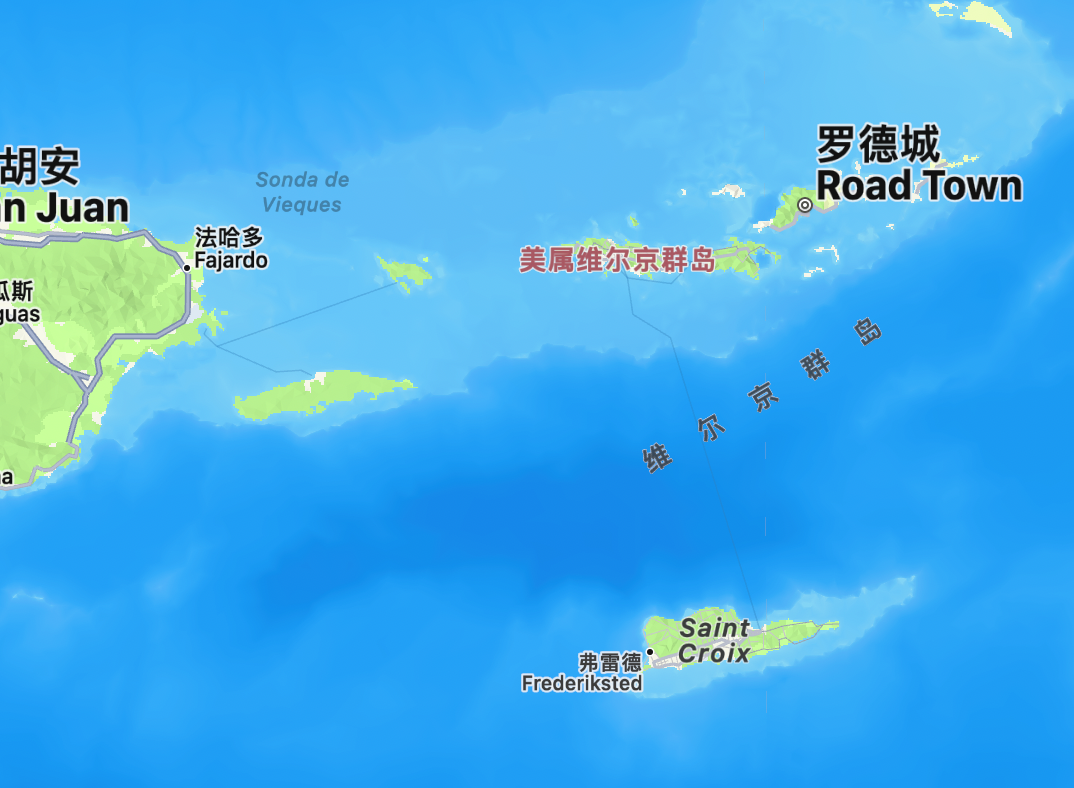 罗德城
Road Town
胡安
n Juan
Sonda de
Vieques
法哈多
Fajardo
美属维尔京群岛
瓜斯
guas
维尔京群岛
a
Saint
Croix
弗雷德
Frederiksted